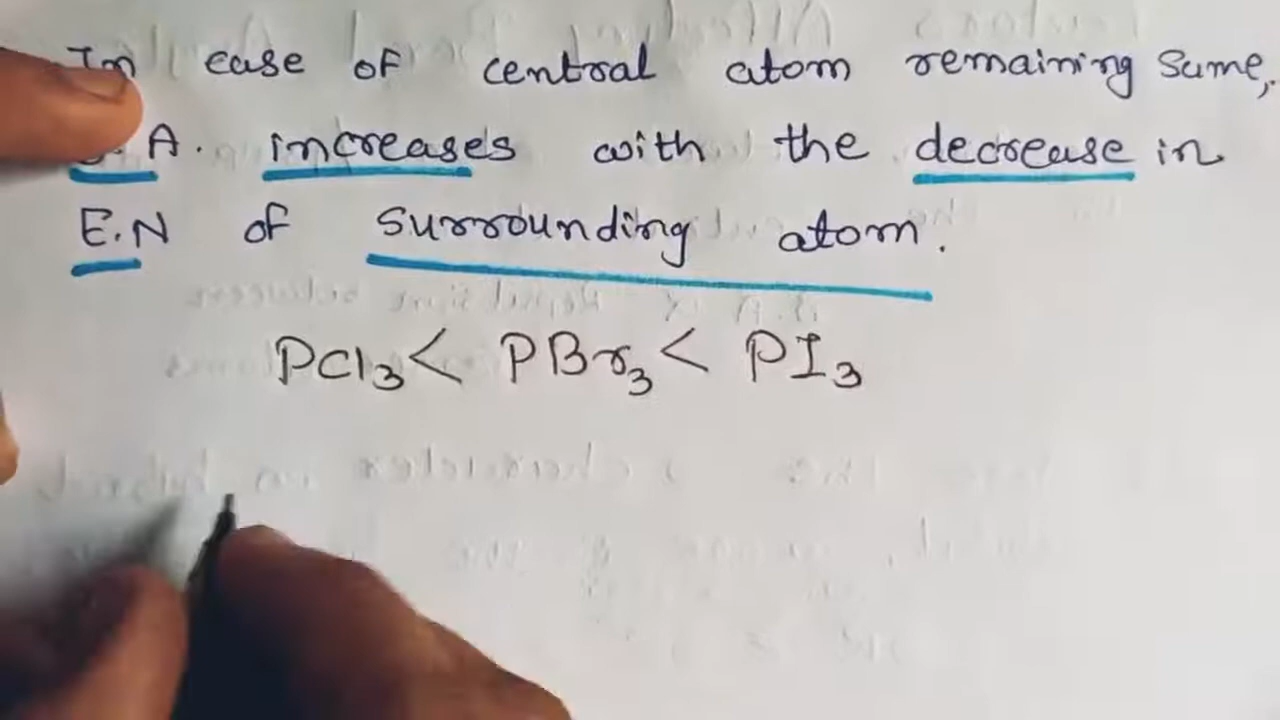 In case of central atom remaining same,
A. increases with the decrease in
E.N of surrounding atom.
PCl₃ < PBr₃ < PI₃